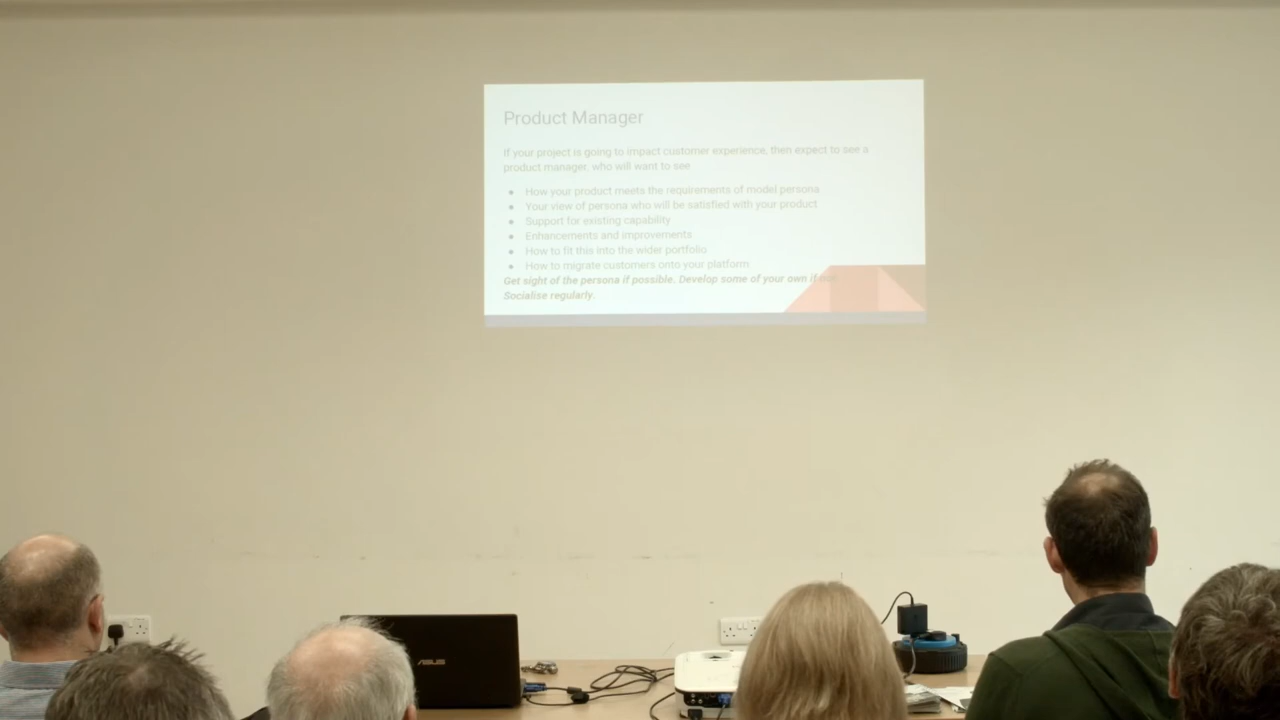 Product Manager
If your project is going to impact customer experience, then expect to see a
product manager, who will want to see
● How your product meets the requirements of model persona
● Your view of persona who will be satisfied with your product
● Support for existing capability
● Enhancements and improvements
● How to fit this into the wider portfolio
● How to migrate customers onto your platform
Get sight of the persona if possible. Develop some of your own if
Socialise regularly.
ASUS